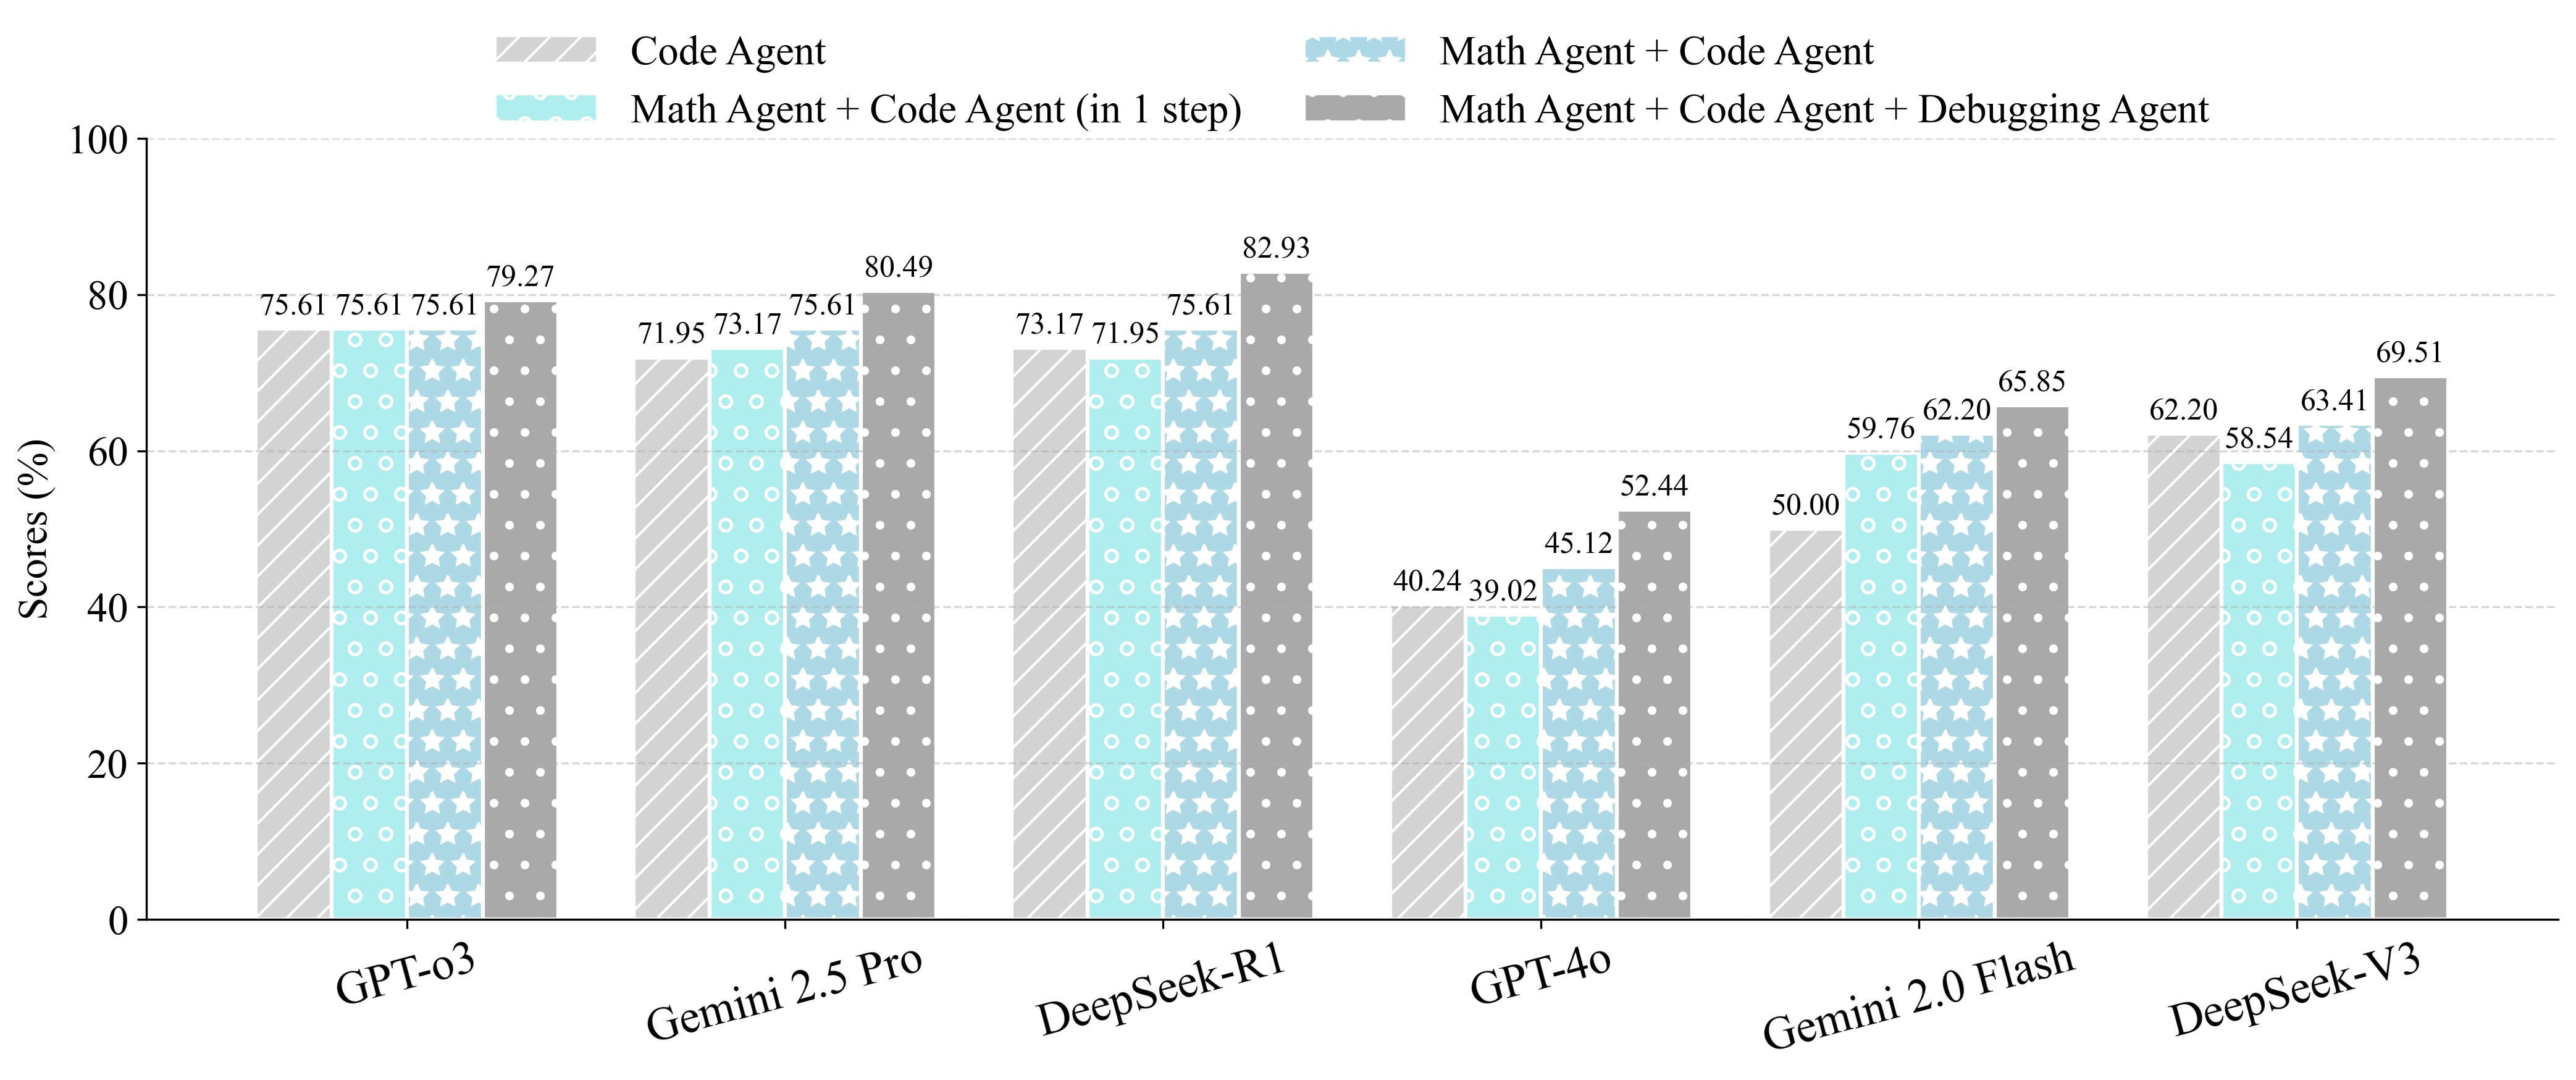 Code Agent
Math Agent + Code Agent (in 1 step)
Math Agent + Code Agent
Math Agent + Code Agent + Debugging Agent
Scores (%)
100
80
60
40
20
0
75.61 75.61 75.61 79.27
71.95 73.17 75.61 80.49
73.17 71.95 75.61 82.93
40.24 39.02 45.12 52.44
50.00 59.76 62.20 65.85
62.20 58.54 63.41 69.51
GPT-o3
Gemini 2.5 Pro
DeepSeek-R1
GPT-4o
Gemini 2.0 Flash
DeepSeek-V3